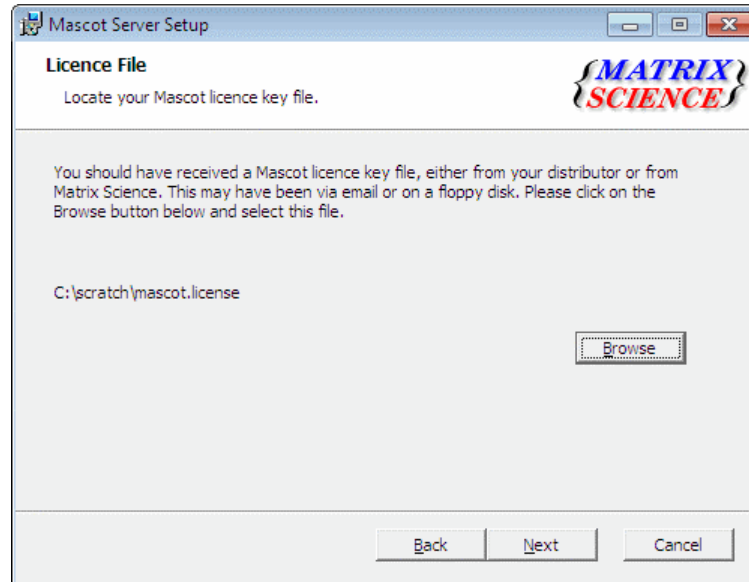 Mascot Server Setup
Licence File
Locate your Mascot licence key file.
{MATRIX}
{SCIENCE}
You should have received a Mascot licence key file, either from your distributor or from
Matrix Science. This may have been via email or on a floppy disk. Please click on the
Browse button below and select this file.
C:\scratch\mascot.license
Browse
Back Next Cancel